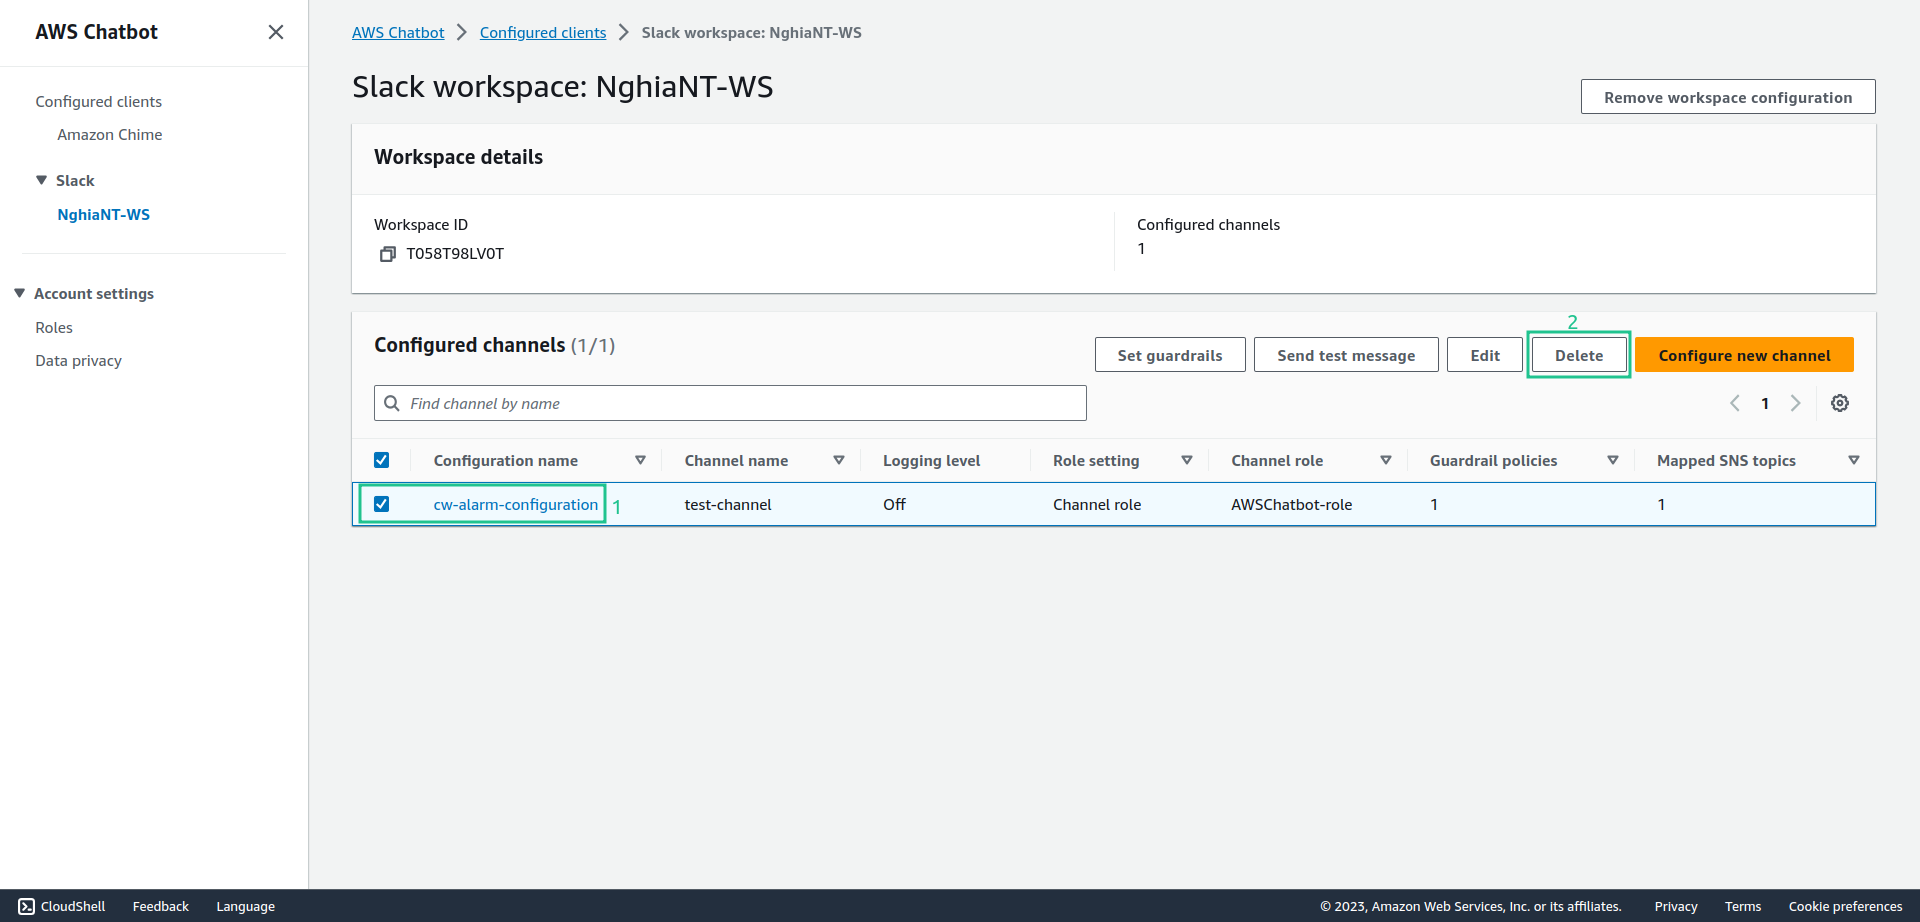 AWS Chatbot
Configured clients
Amazon Chime
Slack
NghiaNT-WS
Account settings
Roles
Data privacy
AWS Chatbot Configured clients Slack workspace: NghiaNT-WS
Slack workspace: NghiaNT-WS
Remove workspace configuration
Workspace details
Workspace ID
T058T98LV0T
Configured channels
1
Configured channels (1/1)
Set guardrails Send test message Edit Delete Configure new channel
2
Find channel by name
1
Configuration name Channel name Logging level Role setting Channel role Guardrail policies Mapped SNS topics
cw-alarm-configuration 1 test-channel Off Channel role AWSChatbot-role 1 1
CloudShell Feedback Language © 2023, Amazon Web Services, Inc. or its affiliates. Privacy Terms Cookie preferences